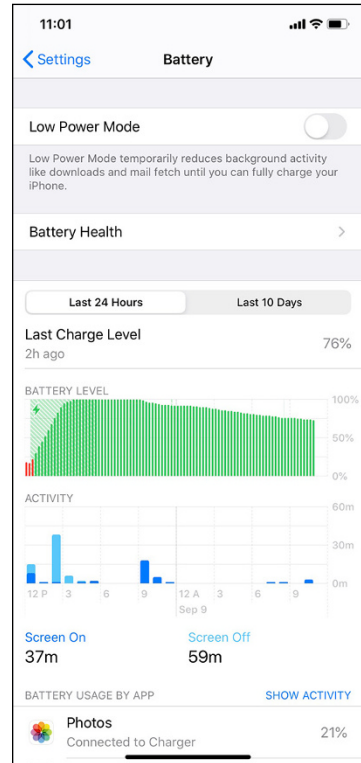 11:01
Settings
Battery
Low Power Mode
Low Power Mode temporarily reduces background activity
like downloads and mail fetch until you can fully charge your
iPhone.
Battery Health
Last 24 Hours
Last 10 Days
Last Charge Level
76%
2h ago
BATTERY LEVEL
100%
50%
0%
ACTIVITY
60m
30m
0m
12 P 3 6 9 12 A 3 6 9
Sep 9
Screen On
Screen Off
37m
59m
BATTERY USAGE BY APP
SHOW ACTIVITY
Photos
21%
Connected to Charger